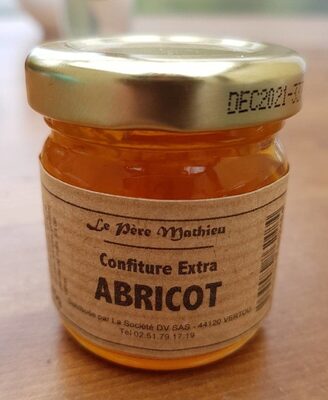 DEC2021-3
Le Père Mathieu
Confiture Extra
ABRICOT
par La Société DV SAS - 44120 VERTOU
Tel 02.51.79.17.19